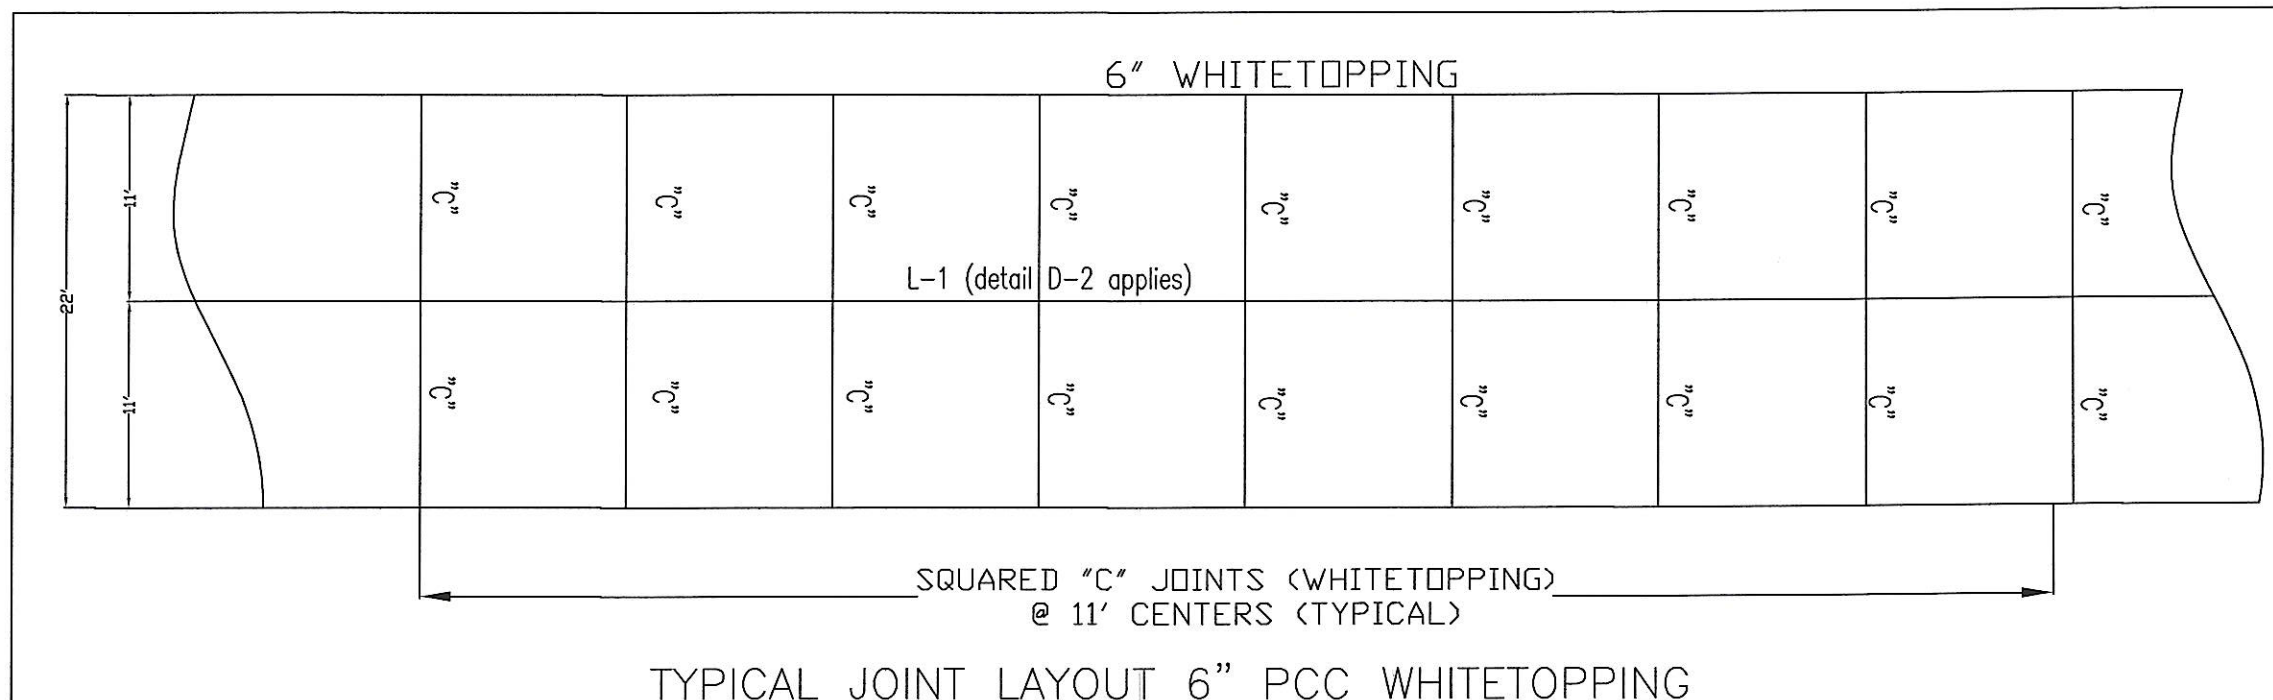 6" WHITETOPPING
22'
11'
"C" "C" "C" "C" "C" "C" "C" "C" "C"
L-1 (detail D-2 applies)
11'
"C" "C" "C" "C" "C" "C" "C" "C" "C"
SQUARED "C" JOINTS (WHITETOPPING)
@ 11' CENTERS (TYPICAL)
TYPICAL JOINT LAYOUT 6” PCC WHITETOPPING